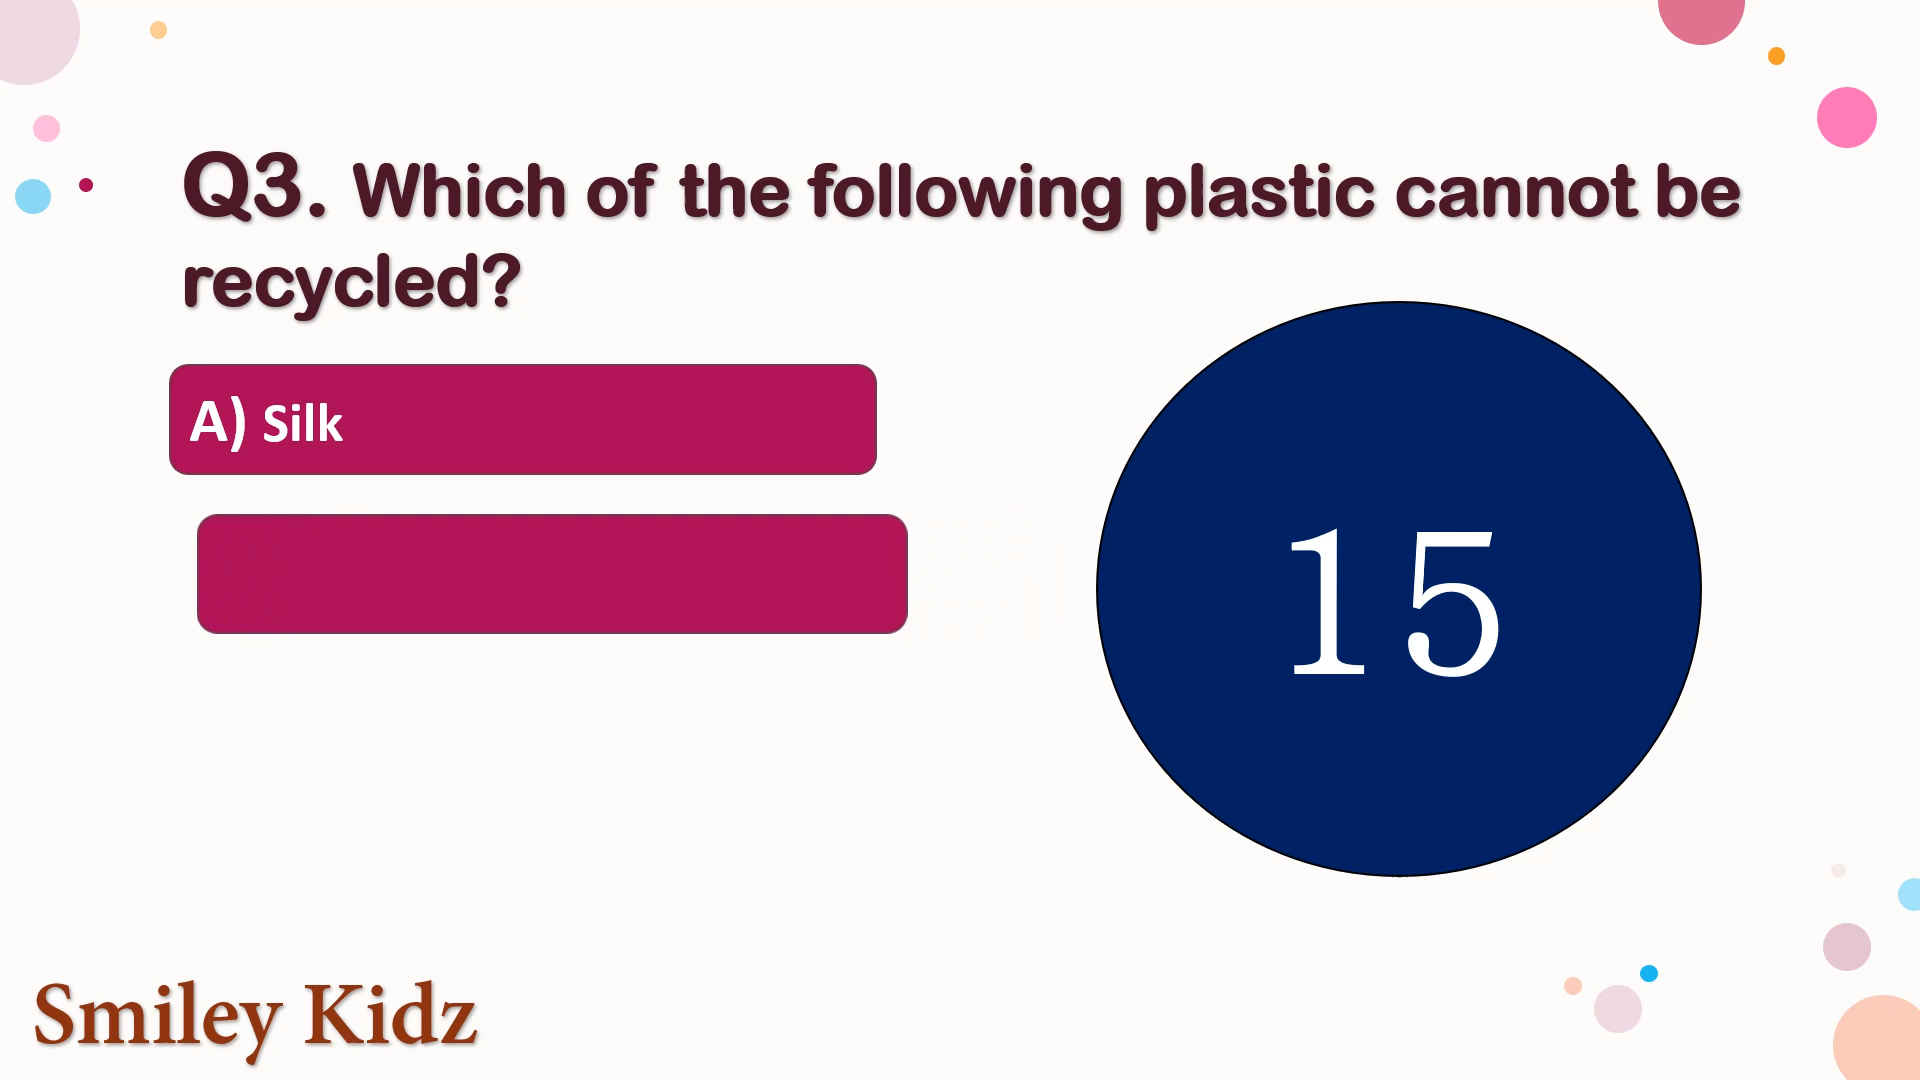 Q3. Which of the following plastic cannot be
recycled?
A) Silk
15
Smiley Kidz